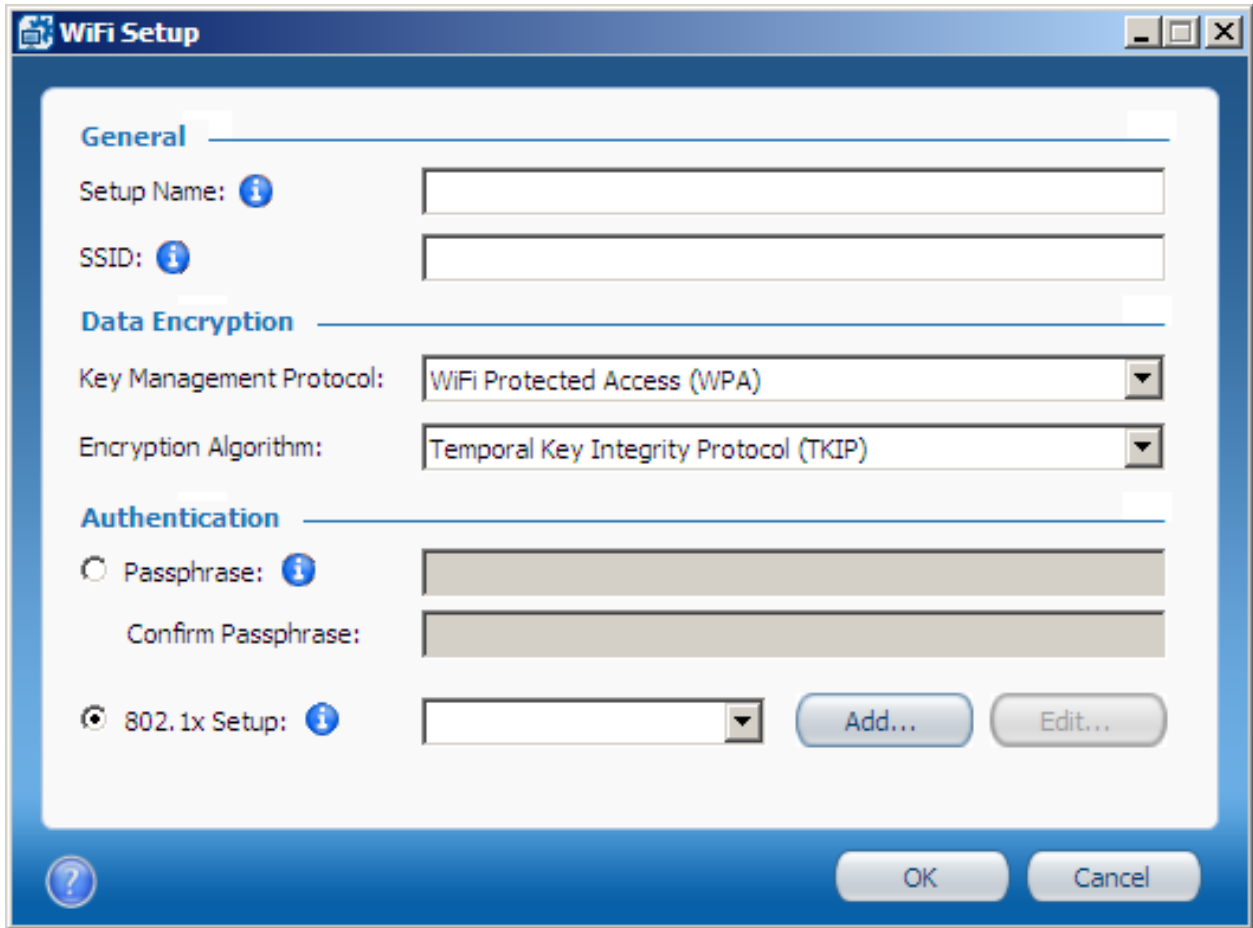 WiFi Setup
General
Setup Name:
SSID:
Data Encryption
Key Management Protocol: WiFi Protected Access (WPA)
Encryption Algorithm: Temporal Key Integrity Protocol (TKIP)
Authentication
Passphrase:
Confirm Passphrase:
802.1x Setup: Add... Edit...
? OK Cancel